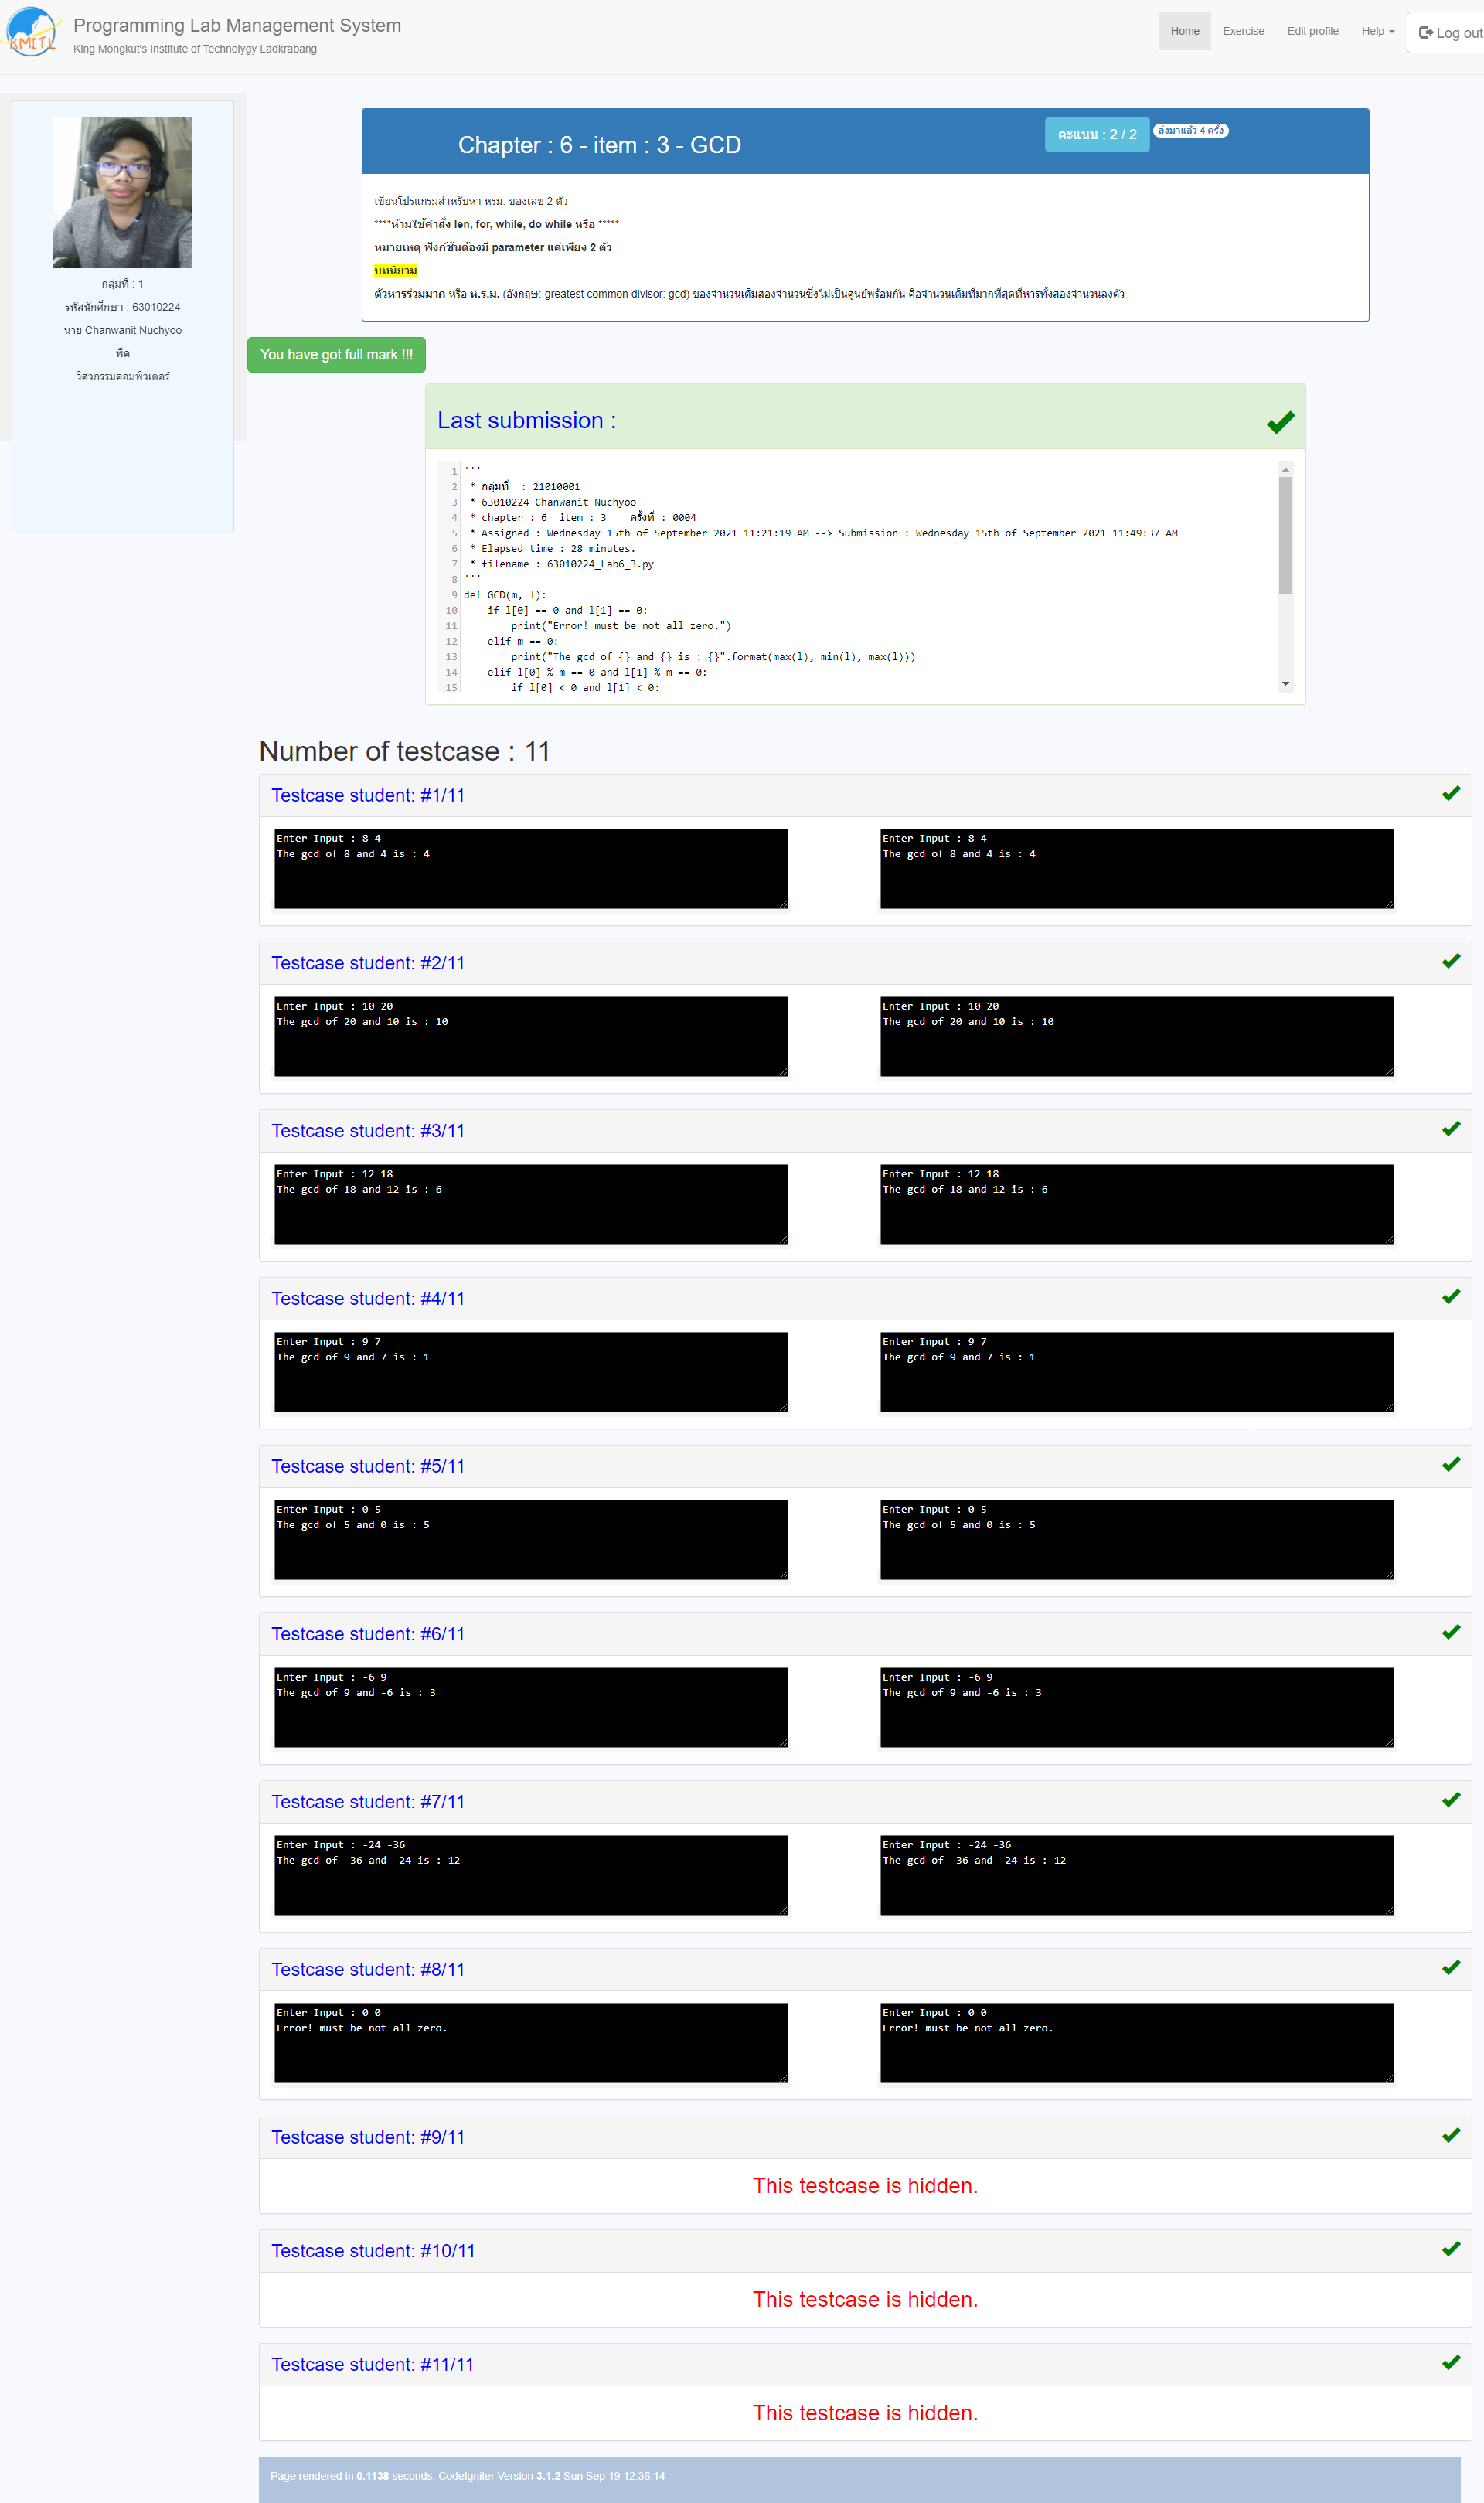 KMITL
Programming Lab Management System
King Mongkut's Institute of Technolygy Ladkrabang
Home
Exercise
Edit profile
Help
Log out
กลุ่มที่ : 1
รหัสนักศึกษา : 63010224
นาย Chanwanit Nuchyoo
พีค
วิศวกรรมคอมพิวเตอร์
Chapter : 6 - item : 3 - GCD
คะแนน : 2 / 2
ส่งมาแล้ว 4 ครั้ง
เขียนโปรแกรมสำหรับหา หรม. ของเลข 2 ตัว
****ห้ามใช้คำสั่ง len, for, while, do while หรือ *****
หมายเหตุ ฟังก์ชันต้องมี parameter แค่เพียง 2 ตัว
บทนิยาม
ตัวหารร่วมมาก หรือ ห.ร.ม. (อังกฤษ: greatest common divisor: gcd) ของจำนวนเต็มสองจำนวนซึ่งไม่เป็นศูนย์พร้อมกัน คือจำนวนเต็มที่มากที่สุดที่หารทั้งสองจำนวนลงตัว
You have got full mark !!!
Last submission :
1 '''
2 * กลุ่มที่  : 21010001
3 * 63010224 Chanwanit Nuchyoo
4 * chapter : 6  item : 3    ครั้งที่ : 0004
5 * Assigned : Wednesday 15th of September 2021 11:21:19 AM --> Submission : Wednesday 15th of September 2021 11:49:37 AM
6 * Elapsed time : 28 minutes.
7 * filename : 63010224_Lab6_3.py
8 '''
9 def GCD(m, l):
10     if l[0] == 0 and l[1] == 0:
11         print("Error! must be not all zero.")
12     elif m == 0:
13         print("The gcd of {} and {} is : {}".format(max(l), min(l), max(l)))
14     elif l[0] % m == 0 and l[1] % m == 0:
15         if l[0] < 0 and l[1] < 0:
Number of testcase : 11
Testcase student: #1/11
Enter Input : 8 4
The gcd of 8 and 4 is : 4
Enter Input : 8 4
The gcd of 8 and 4 is : 4
Testcase student: #2/11
Enter Input : 10 20
The gcd of 20 and 10 is : 10
Enter Input : 10 20
The gcd of 20 and 10 is : 10
Testcase student: #3/11
Enter Input : 12 18
The gcd of 18 and 12 is : 6
Enter Input : 12 18
The gcd of 18 and 12 is : 6
Testcase student: #4/11
Enter Input : 9 7
The gcd of 9 and 7 is : 1
Enter Input : 9 7
The gcd of 9 and 7 is : 1
Testcase student: #5/11
Enter Input : 0 5
The gcd of 5 and 0 is : 5
Enter Input : 0 5
The gcd of 5 and 0 is : 5
Testcase student: #6/11
Enter Input : -6 9
The gcd of 9 and -6 is : 3
Enter Input : -6 9
The gcd of 9 and -6 is : 3
Testcase student: #7/11
Enter Input : -24 -36
The gcd of -36 and -24 is : 12
Enter Input : -24 -36
The gcd of -36 and -24 is : 12
Testcase student: #8/11
Enter Input : 0 0
Error! must be not all zero.
Enter Input : 0 0
Error! must be not all zero.
Testcase student: #9/11
This testcase is hidden.
Testcase student: #10/11
This testcase is hidden.
Testcase student: #11/11
This testcase is hidden.
Page rendered in 0.1138 seconds. CodeIgniter Version 3.1.2 Sun Sep 19 12:36:14